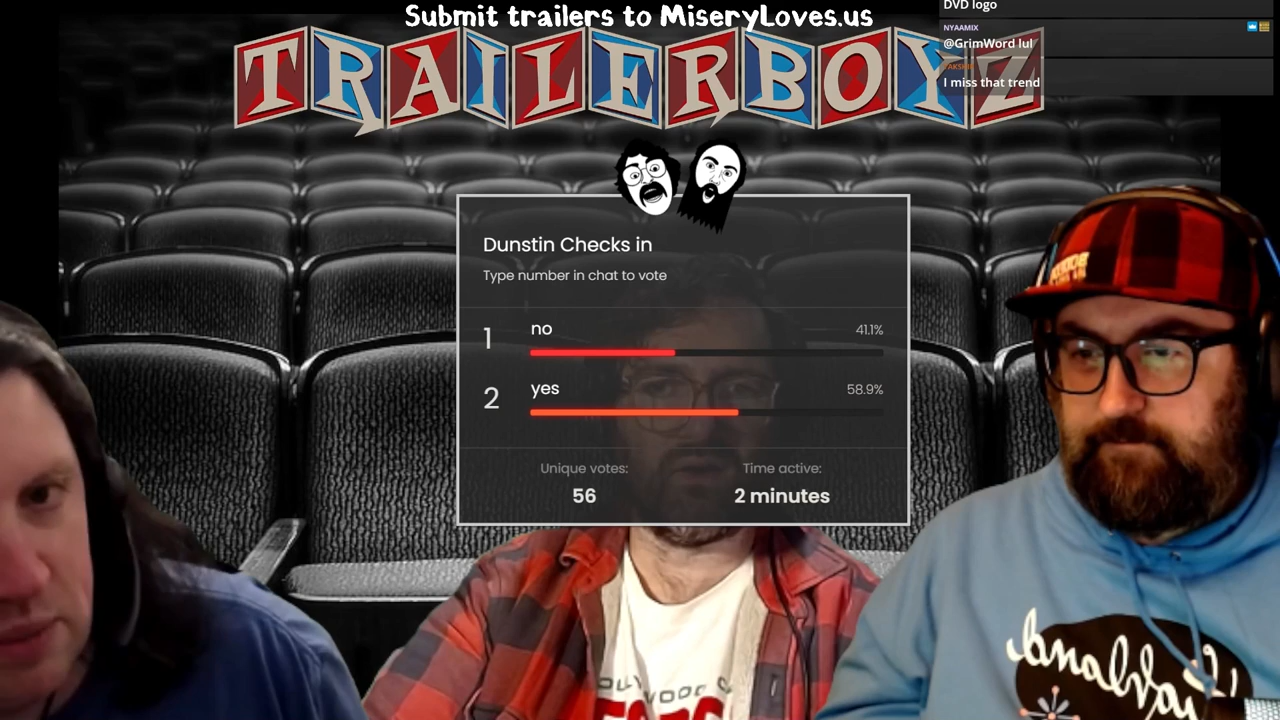 Submit trailers to MiseryLoves.us
TRAILERBOYZ
DVD logo
NYAAMIX
@GrimWord lul
I miss that trend
Dunstin Checks in
Type number in chat to vote
1 no 41.1%
2 yes 58.9%
Unique votes: Time active:
56 2 minutes